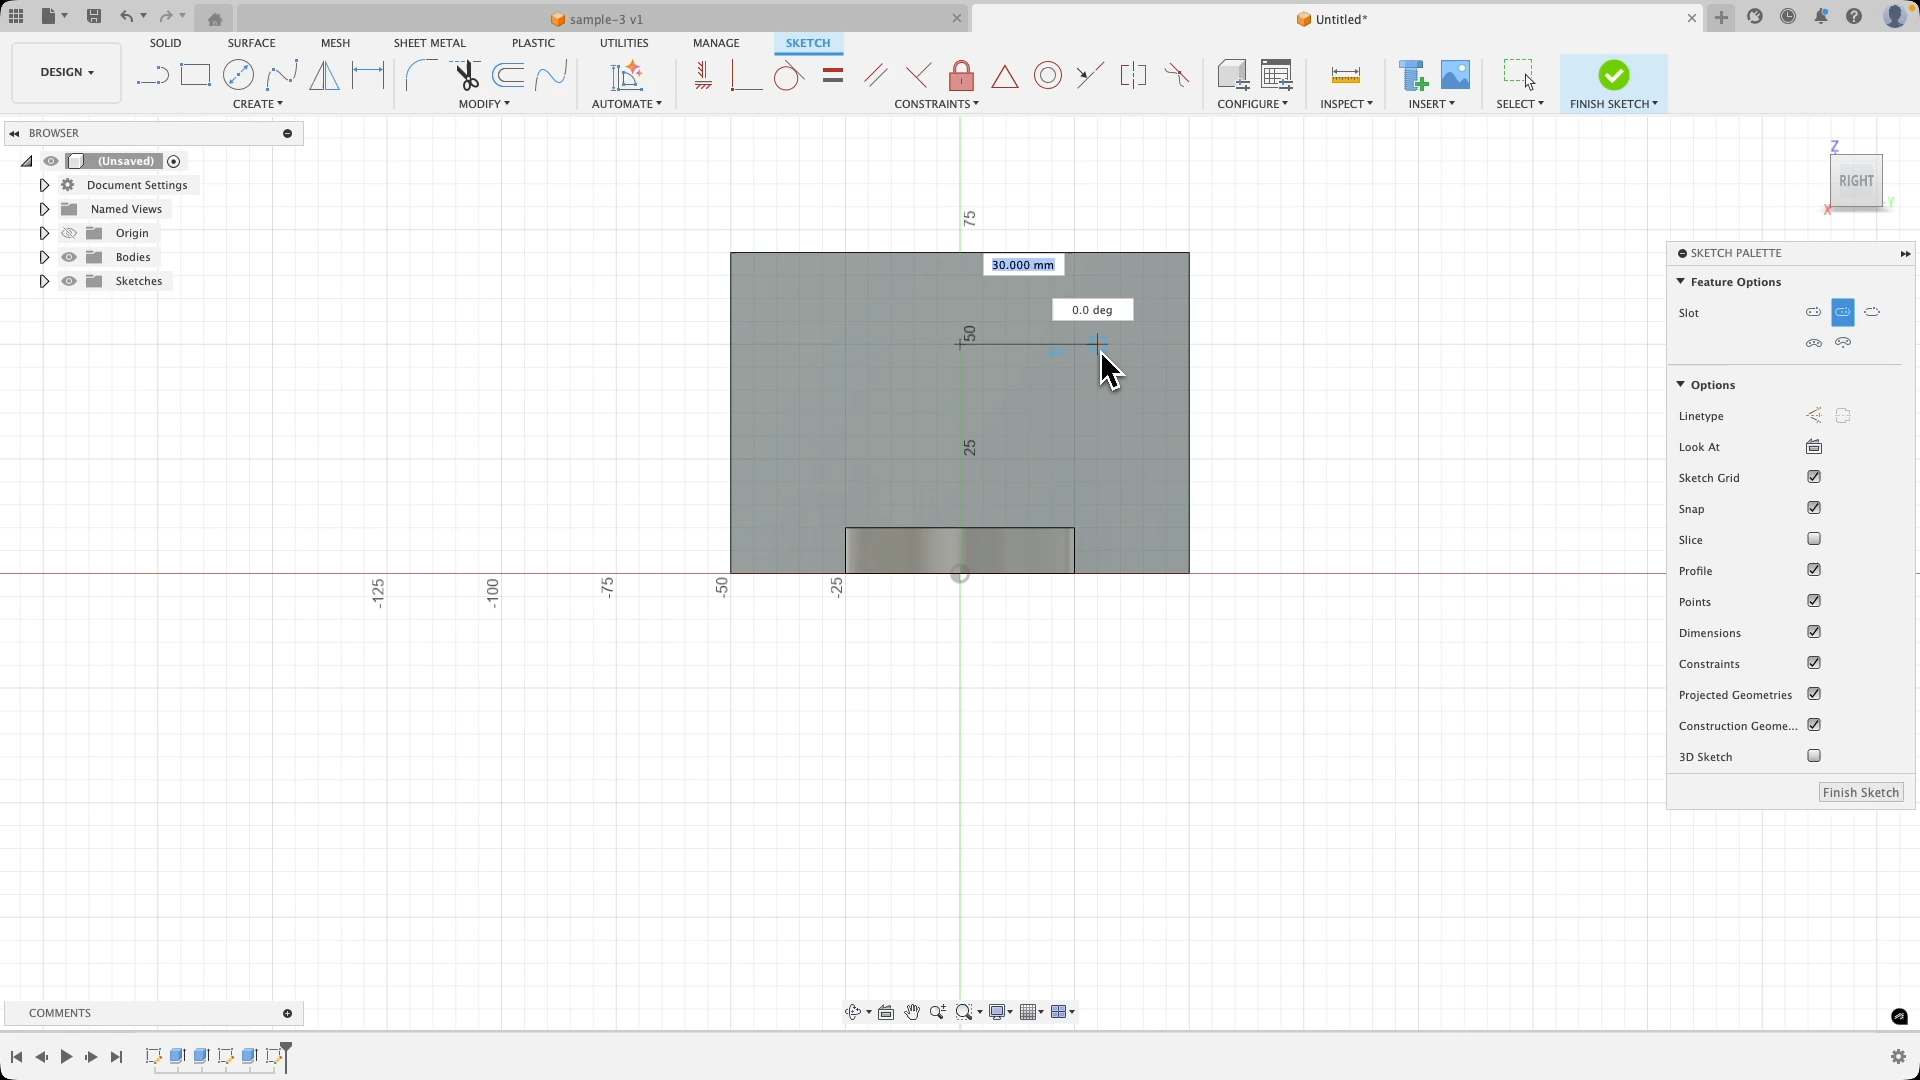 sample-3 v1
Untitled*
DESIGN
SOLID
SURFACE
MESH
SHEET METAL
PLASTIC
UTILITIES
MANAGE
SKETCH
CREATE
MODIFY
AUTOMATE
CONSTRAINTS
CONFIGURE
INSPECT
INSERT
SELECT
FINISH SKETCH
BROWSER
(Unsaved)
Document Settings
Named Views
Origin
Bodies
Sketches
Z
RIGHT
X
Y
75
30.000 mm
0.0 deg
50
25
-125
-100
-75
-50
-25
SKETCH PALETTE
Feature Options
Slot
Options
Linetype
Look At
Sketch Grid
Snap
Slice
Profile
Points
Dimensions
Constraints
Projected Geometries
Construction Geome...
3D Sketch
Finish Sketch
COMMENTS